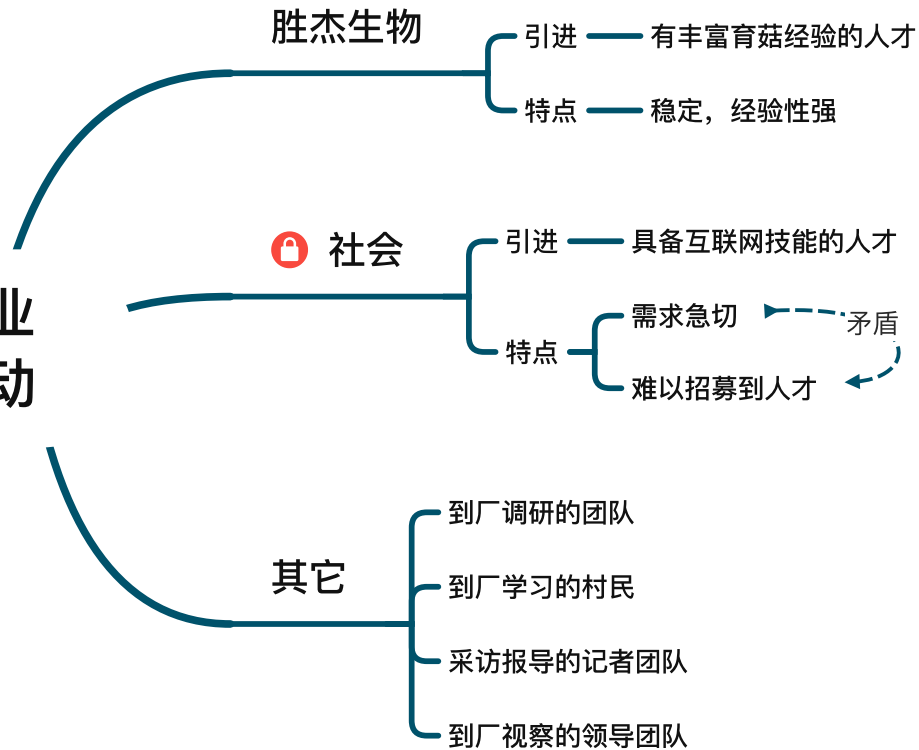 胜杰生物
引进
有丰富育菇经验的人才
特点
稳定，经验性强
业
动
社会
引进
具备互联网技能的人才
特点
需求急切
矛盾
难以招募到人才
其它
到厂调研的团队
到厂学习的村民
采访报导的记者团队
到厂视察的领导团队